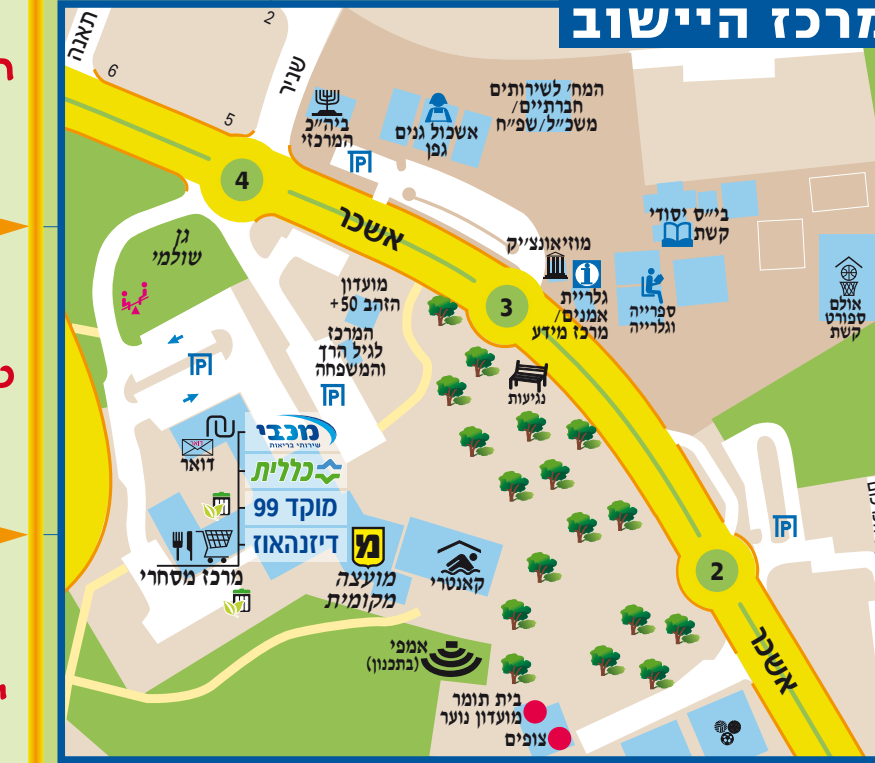 מרכז היישוב
תאנה
2
6
שניר
5
ביה״כ
המרכזי
P
אשכול גנים
גפן
המח׳ לשירותים
חברתיים/
משכ״ל/שפ״ח
4
אשכר
בי״ס יסודי
קשת
גן
שולמי
מוזיאונצ׳יק
i
גלריית
אמנים/
מרכז מידע
3
ספרייה
וגלרייה
אולם
ספורט
קשת
מועדון
הזהב 50+
המרכז
לגיל הרך
והמשפחה
P
P
נגיעות
מכבי
שירותי בריאות
כללית
מוקד 99
דיזנהאוז
₪
דואר
דואר
מרכז מסחרי
מ
מועצה
מקומית
קאנטרי
P
2
אשכר
אמפי
(בתכנון)
בית תומר
מועדון נוער
צופים